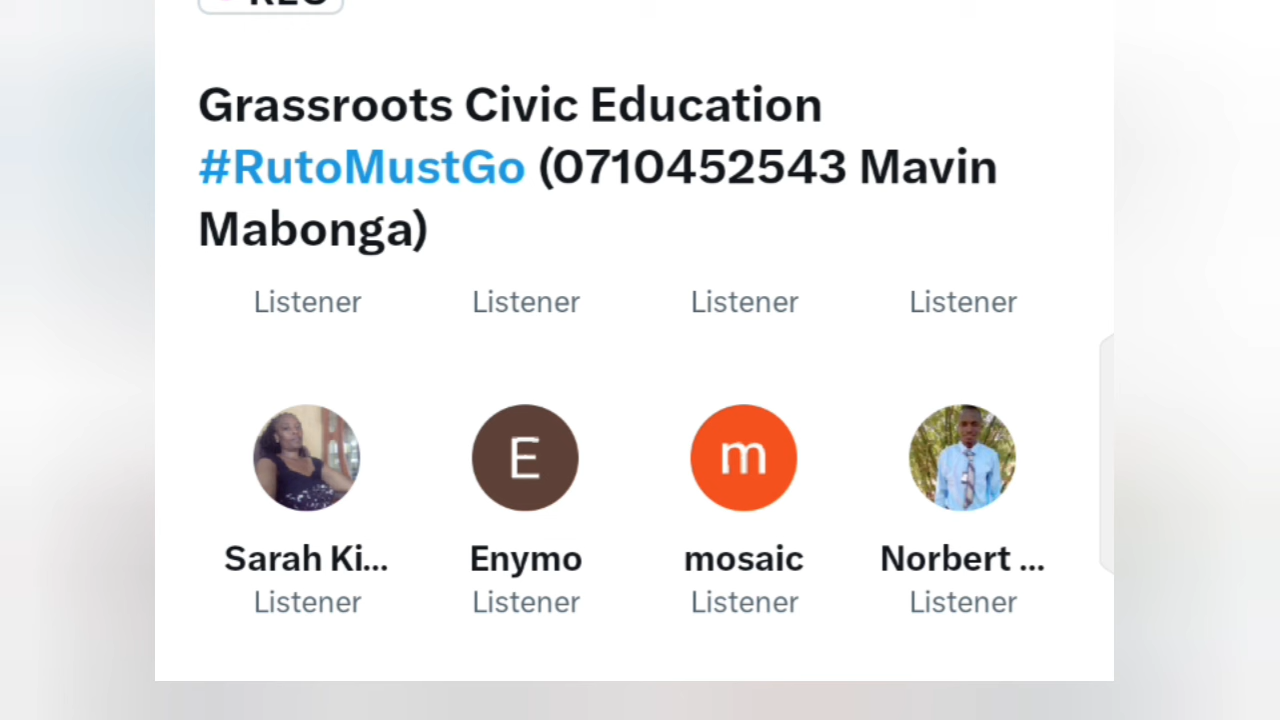 REC
Grassroots Civic Education
#RutoMustGo (0710452543 Mavin
Mabonga)
Listener Listener Listener Listener
E m
Sarah Ki... Enymo mosaic Norbert ...
Listener Listener Listener Listener